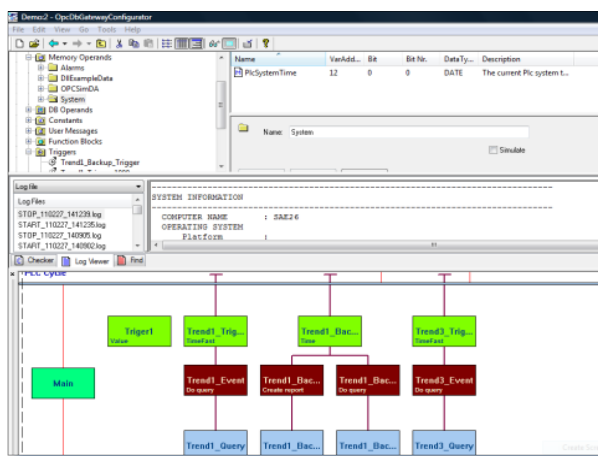 Demo:2 - OpcDbGatewayConfigurator
File Edit View Go Tools Help
Memory Operands
Alarms
DllExampleData
OPCSimDA
System
DB Operands
Constants
User Messages
Function Blocks
Triggers
Trend1_Backup_Trigger
Name VarAdd... Bit Bit Nr. DataTy... Description
PlcSystemTime 12 0 0 DATE The current Plc system t...
Name: System
Simulate
Log file
Log Files
STOP_110227_141239.log
START_110227_141235.log
STOP_110227_140905.log
START_110227_140802.log
SYSTEM INFORMATION
COMPUTER NAME : SAE26
OPERATING SYSTEM
Platform :
Checker Log Viewer Find
PLC Cycle
Triger1
Value
Trend1_Trig...
TimeFast
Trend1_Bac...
Time
Trend3_Trig...
TimeFast
Main
Trend1_Event
Do query
Trend1_Bac...
Create report
Trend1_Bac...
Do query
Trend3_Event
Do query
Trend1_Query
Trend1_Bac...
Trend1_Bac...
Trend3_Query